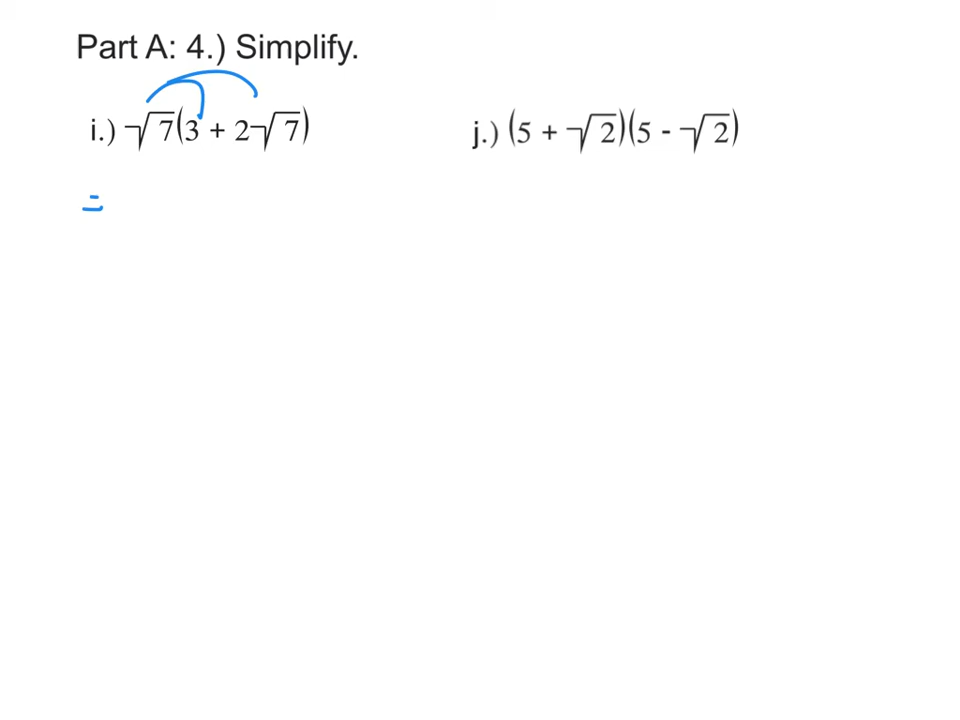 Part A: 4.) Simplify.
i.) √7(3 + 2√7)
j.) (5 + √2)(5 - √2)
=